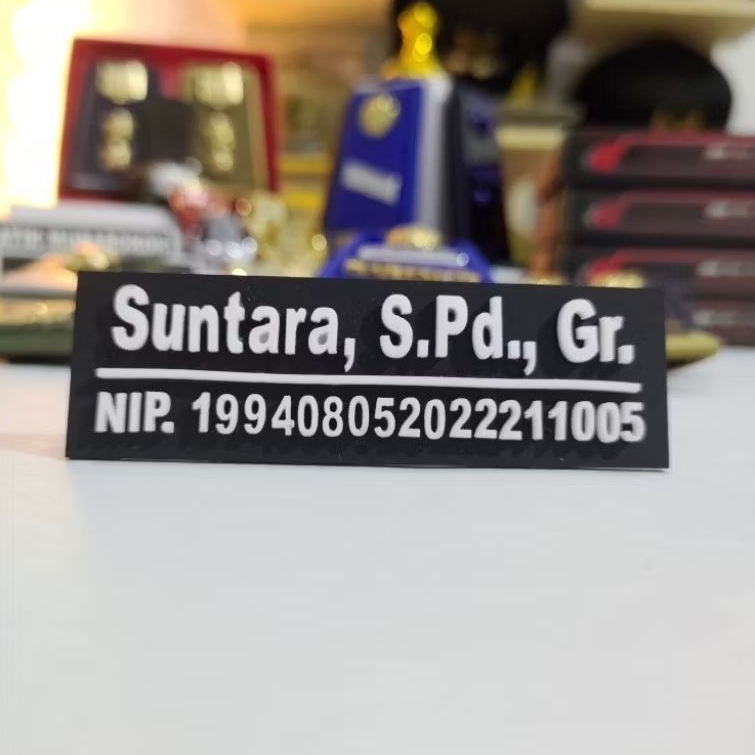 Suntara, S.Pd., Gr.
NIP. 199408052022211005